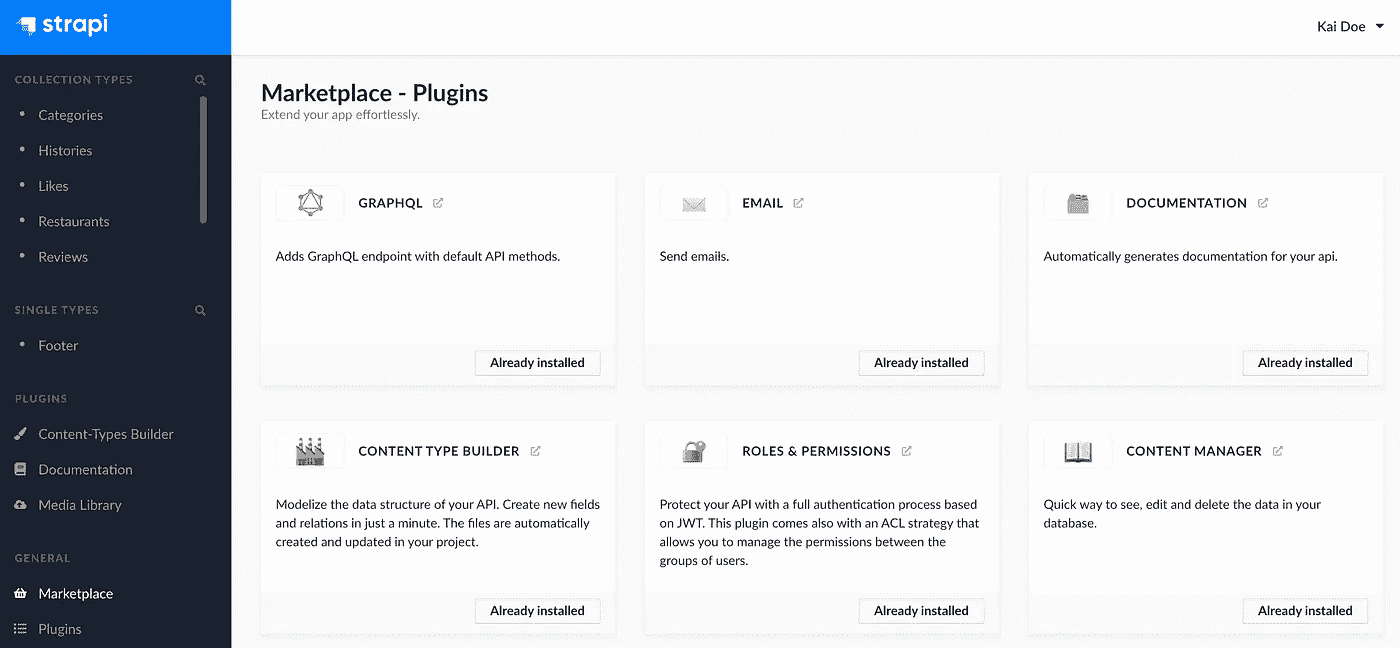 strapi
Kai Doe
COLLECTION TYPES
Categories
Histories
Likes
Restaurants
Reviews
SINGLE TYPES
Footer
PLUGINS
Content-Types Builder
Documentation
Media Library
GENERAL
Marketplace
Plugins
Marketplace - Plugins
Extend your app effortlessly.
GRAPHQL
Adds GraphQL endpoint with default API methods.
Already installed
EMAIL
Send emails.
Already installed
DOCUMENTATION
Automatically generates documentation for your api.
Already installed
CONTENT TYPE BUILDER
Modelize the data structure of your API. Create new fields
and relations in just a minute. The files are automatically
created and updated in your project.
Already installed
ROLES & PERMISSIONS
Protect your API with a full authentication process based
on JWT. This plugin comes also with an ACL strategy that
allows you to manage the permissions between the
groups of users.
Already installed
CONTENT MANAGER
Quick way to see, edit and delete the data in your
database.
Already installed